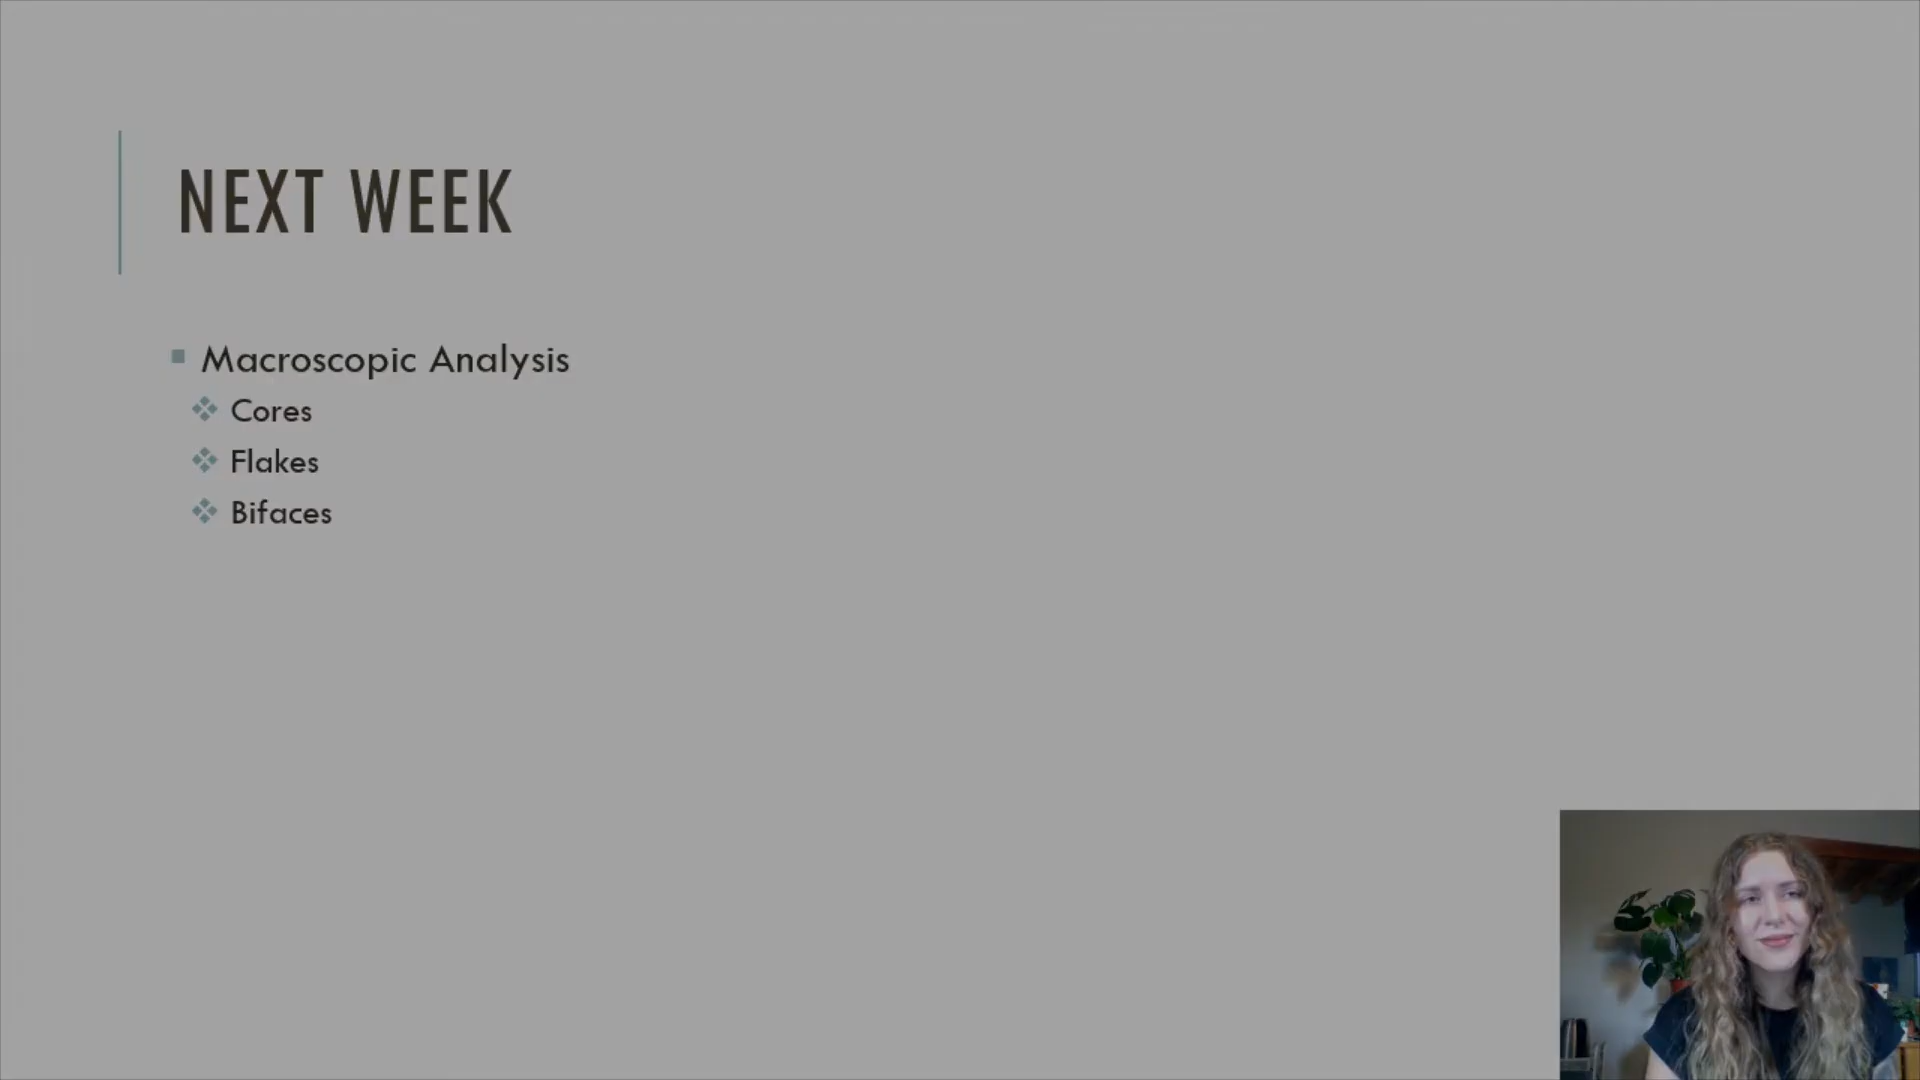 NEXT WEEK
Macroscopic Analysis
Cores
Flakes
Bifaces